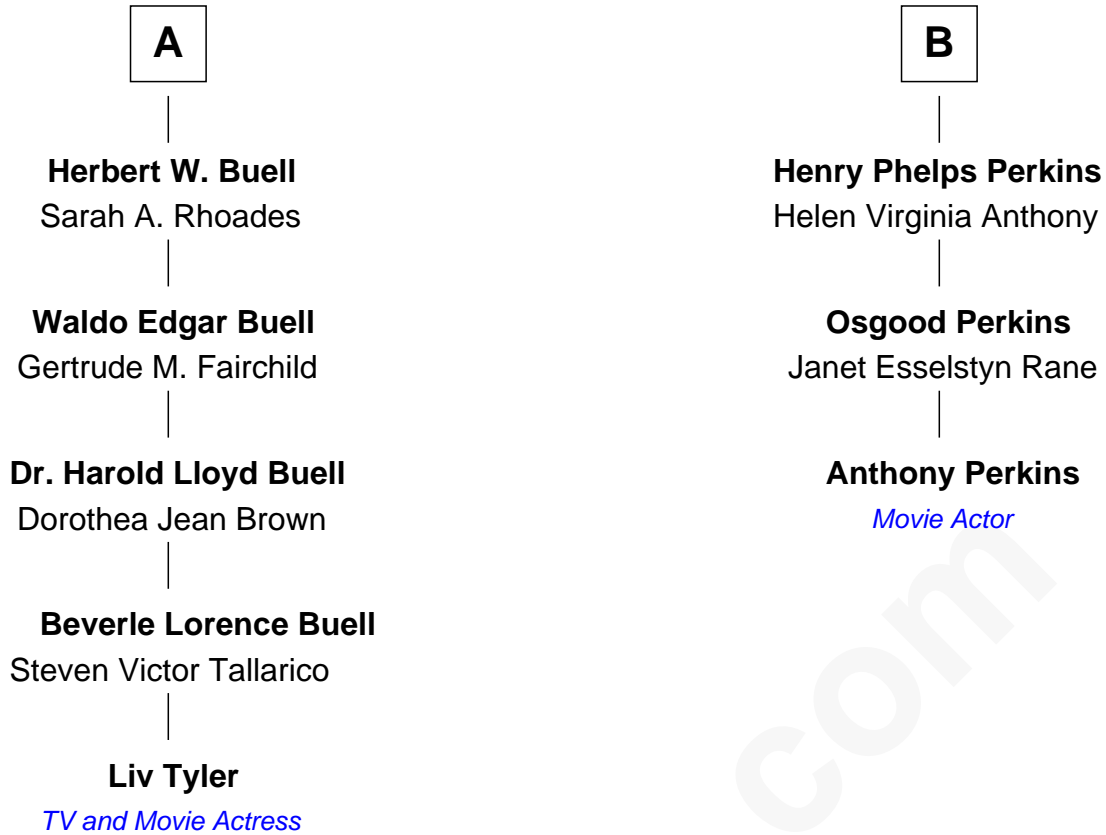 A
Herbert W. Buell
Sarah A. Rhoades
Waldo Edgar Buell
Gertrude M. Fairchild
Dr. Harold Lloyd Buell
Dorothea Jean Brown
Beverle Lorence Buell
Steven Victor Tallarico
Liv Tyler
TV and Movie Actress
B
Henry Phelps Perkins
Helen Virginia Anthony
Osgood Perkins
Janet Esselstyn Rane
Anthony Perkins
Movie Actor
com